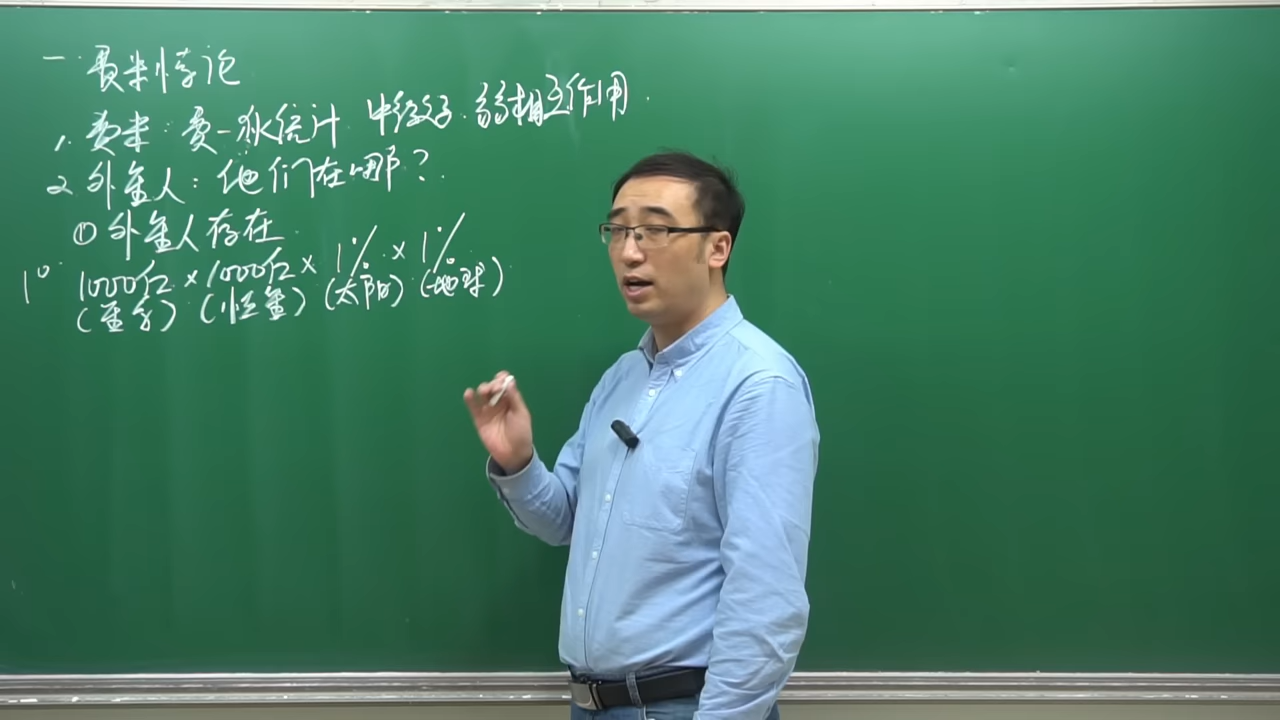 一. 费米悖论
1. 费米: 费-狄统计 中微子. 弱相互作用.
2. 外星人: 他们在哪?
① 外星人存在.
1° 1000亿 × 1000亿 × 1% × 1%
(星系) (恒星) (太阳) (地球)